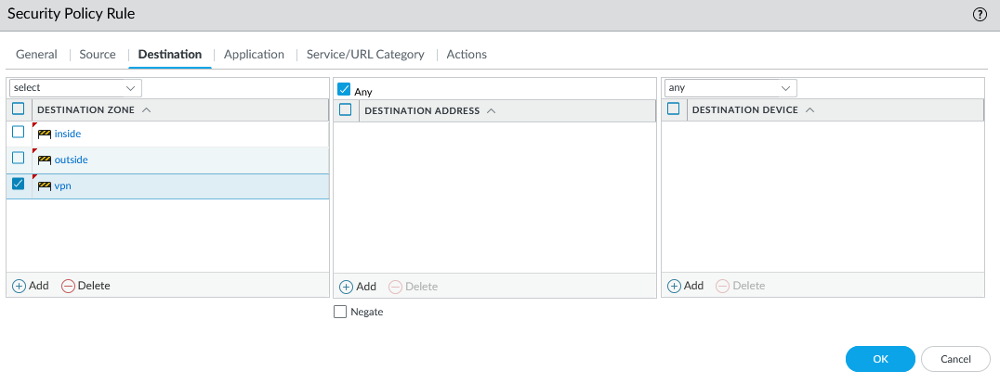 Security Policy Rule
General Source Destination Application Service/URL Category Actions
select Any any
DESTINATION ZONE DESTINATION ADDRESS DESTINATION DEVICE
inside
outside
vpn
Add Delete Add Delete Add Delete
Negate
OK Cancel